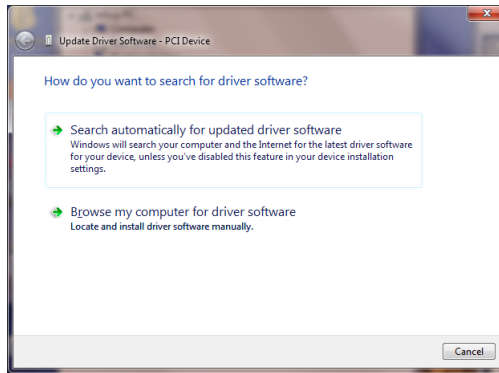 Update Driver Software - PCI Device
How do you want to search for driver software?
Search automatically for updated driver software
Windows will search your computer and the Internet for the latest driver software
for your device, unless you've disabled this feature in your device installation
settings.
Browse my computer for driver software
Locate and install driver software manually.
Cancel